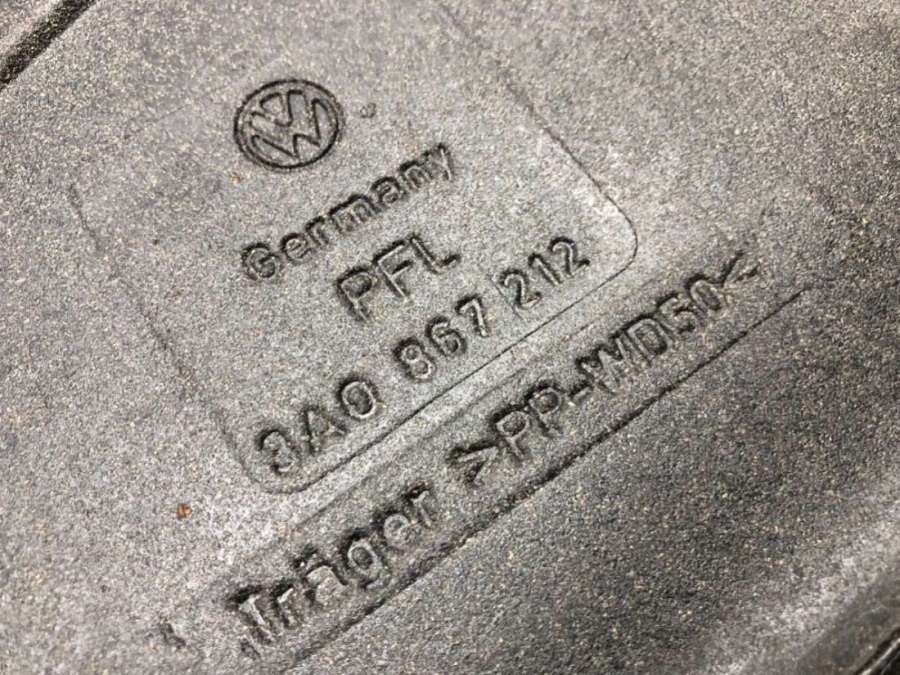 Germany
PFL
3A0 867 212
Träger >PP-WD50<